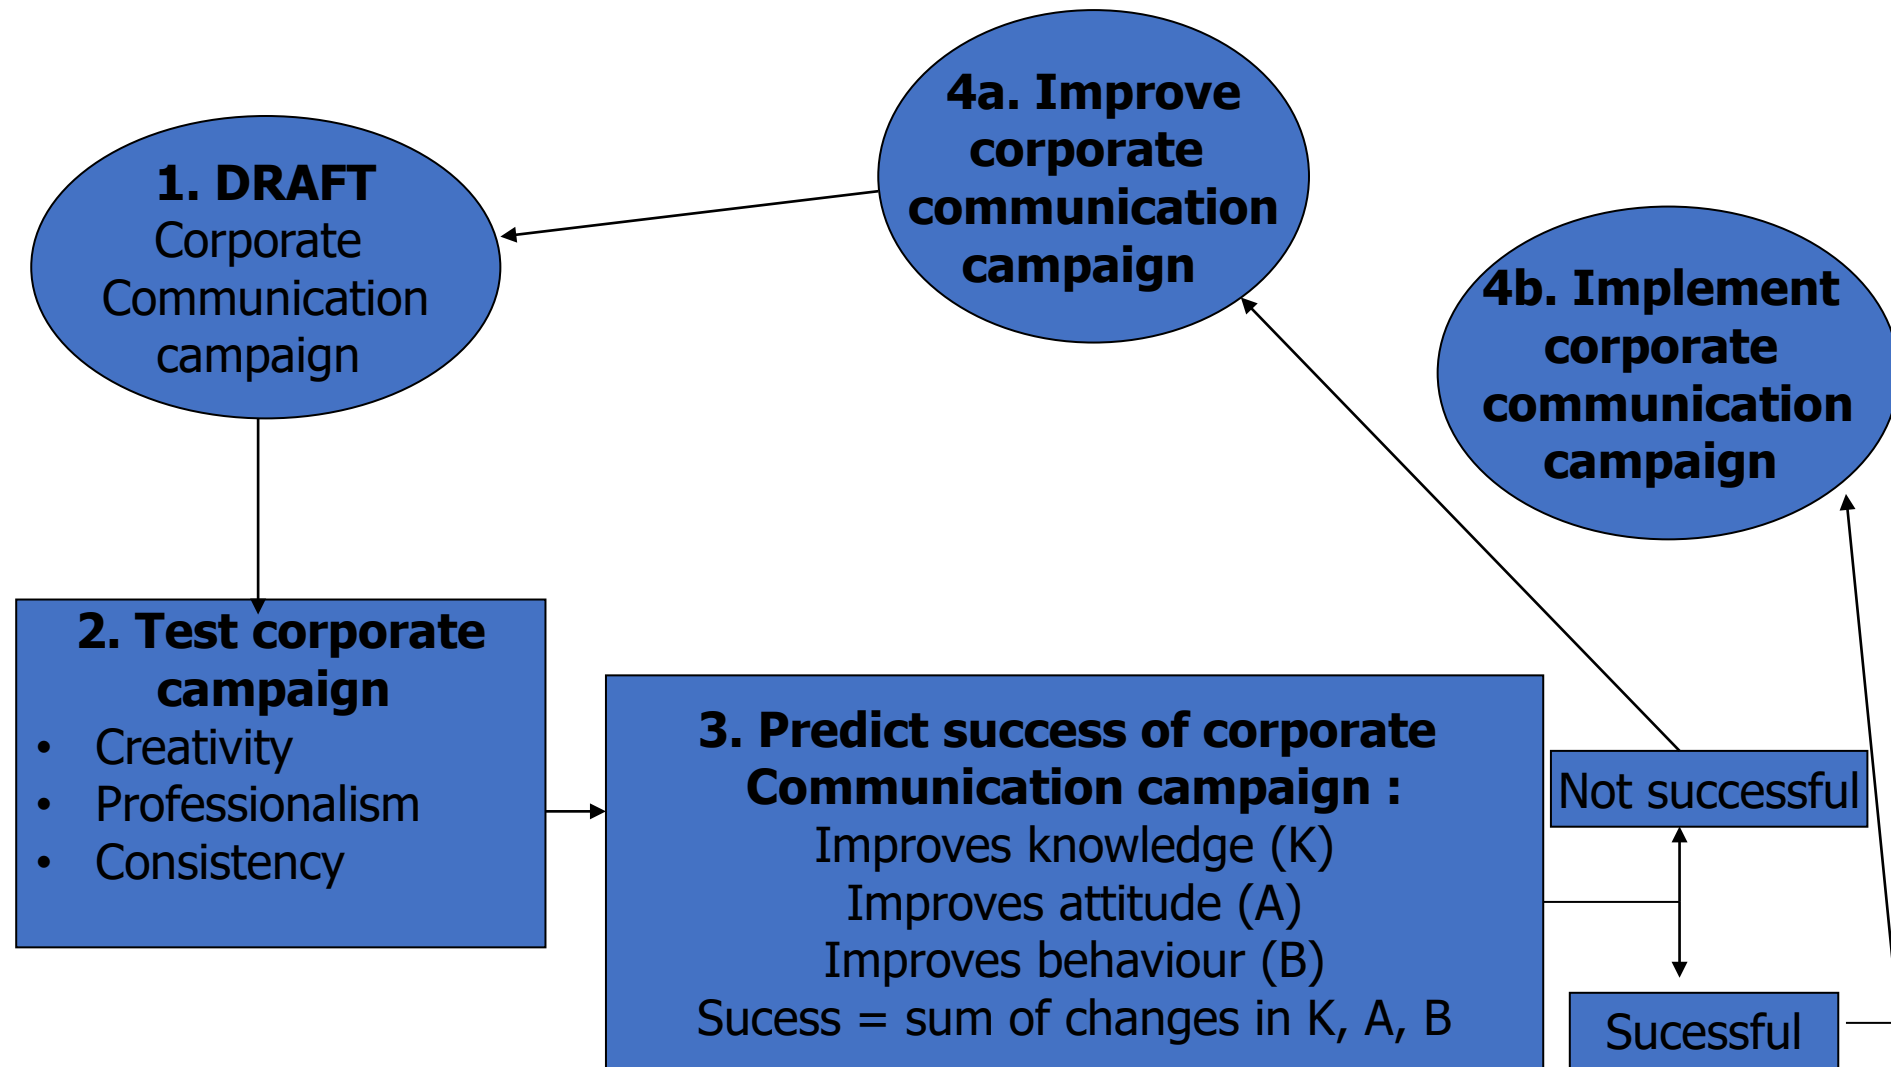 1. DRAFT
Corporate
Communication
campaign
4a. Improve
corporate
communication
campaign
4b. Implement
corporate
communication
campaign
2. Test corporate
campaign
• Creativity
• Professionalism
• Consistency
3. Predict success of corporate
Communication campaign :
Improves knowledge (K)
Improves attitude (A)
Improves behaviour (B)
Sucess = sum of changes in K, A, B
Not successful
Sucessful